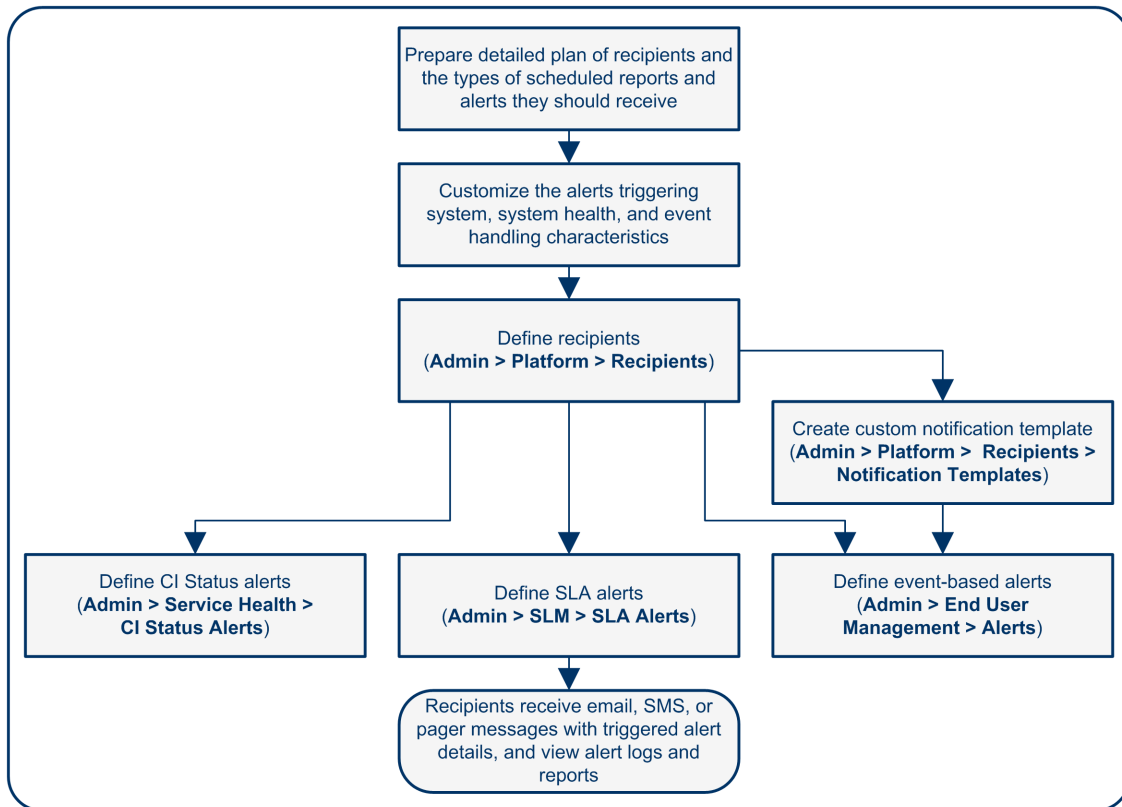 Prepare detailed plan of recipients and
the types of scheduled reports and
alerts they should receive
Customize the alerts triggering
system, system health, and event
handling characteristics
Define recipients
(Admin > Platform > Recipients)
Create custom notification template
(Admin > Platform >  Recipients >
Notification Templates)
Define CI Status alerts
(Admin > Service Health >
CI Status Alerts)
Define SLA alerts
(Admin > SLM > SLA Alerts)
Define event-based alerts
(Admin > End User
Management > Alerts)
Recipients receive email, SMS, or
pager messages with triggered alert
details, and view alert logs and
reports